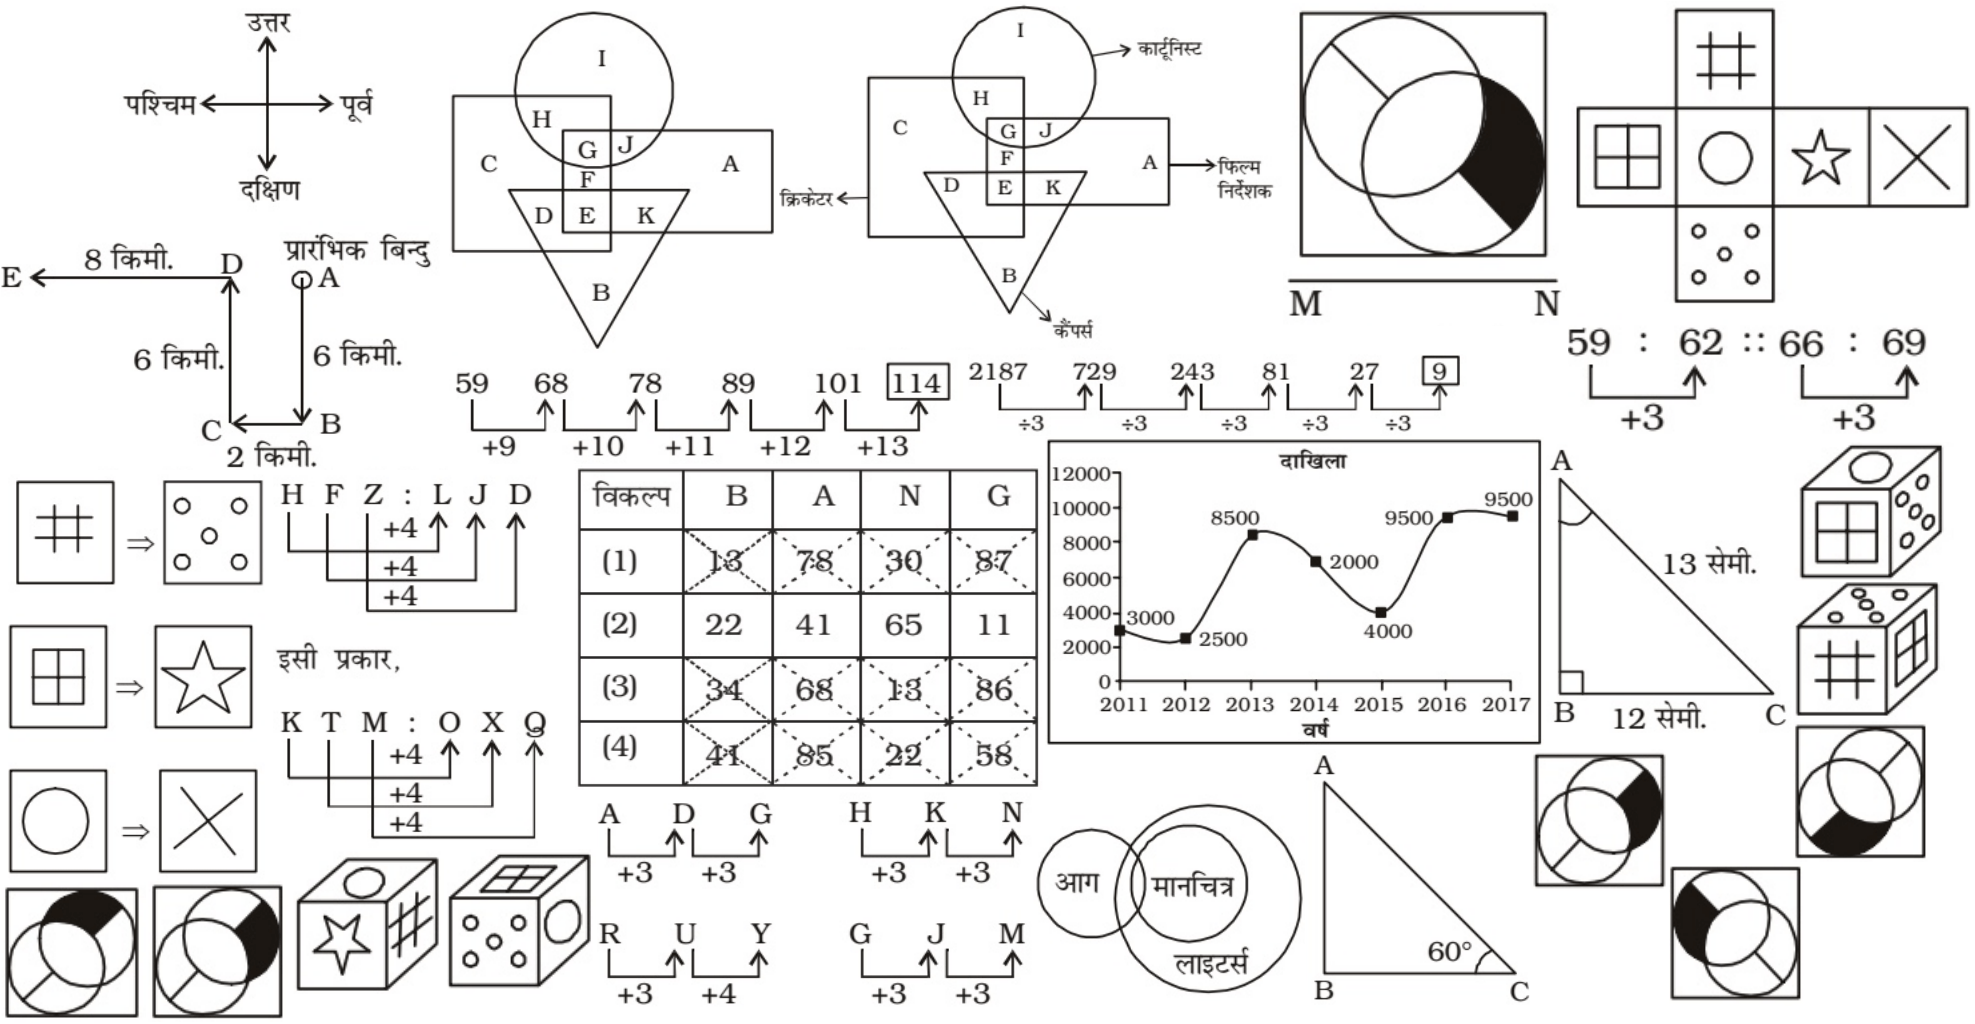 उत्तर
पश्चिम पूर्व
दक्षिण
I
H
C G J A
F
D E K
B
I
कार्टूनिस्ट
H
C G J
F A
फिल्म
निर्देशक
D E K
क्रिकेटर
B
कैंपर्स
M N
प्रारंभिक बिन्दु
8 किमी.
E D A
6 किमी. 6 किमी.
C B
2 किमी.
59 68 78 89 101 114
+9 +10 +11 +12 +13
2187 729 243 81 27 9
÷3 ÷3 ÷3 ÷3 ÷3
59 : 62 :: 66 : 69
+3 +3
H F Z : L J D
+4
+4
+4
इसी प्रकार,
K T M : O X Q
+4
+4
+4
विकल्प B A N G
(1) 13 78 30 87
(2) 22 41 65 11
(3) 34 68 13 86
(4) 41 85 22 58
दाखिला
12000
10000
8000
6000
4000
2000
0
3000
2500
8500
2000
4000
9500
9500
2011 2012 2013 2014 2015 2016 2017
वर्ष
A
13 सेमी.
B 12 सेमी. C
A D G
+3 +3
H K N
+3 +3
R U Y
+3 +4
G J M
+3 +3
आग मानचित्र
लाइटर्स
A
60°
B C